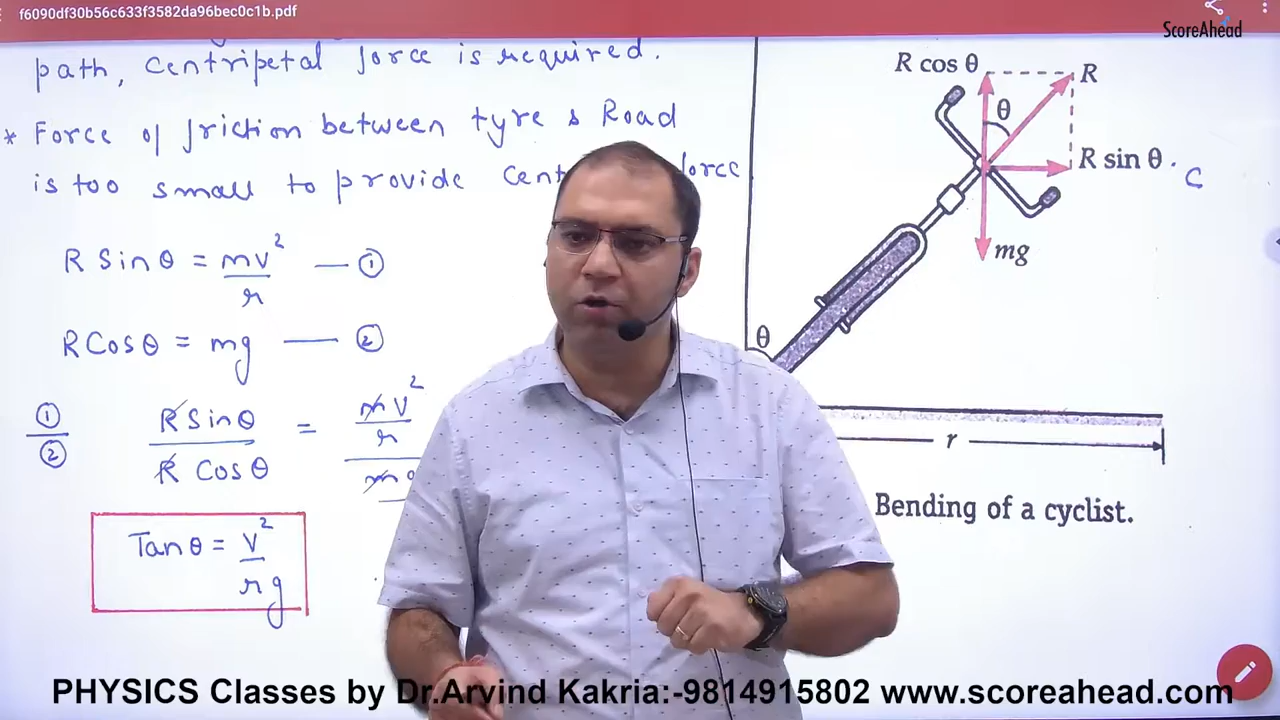 f6090df30b56c633f3582da96bec0c1b.pdf
ScoreAhead
path, centripetal force is required.
* Force of friction between tyre & Road
is too small to provide force
R Sin θ = mv²/r — ①
R Cos θ = mg — ②
①/② R Sin θ / R Cos θ = mv²/r / m
Tan θ = v²/rg
R cos θ
R
θ
R sin θ . C
mg
θ
r
Bending of a cyclist.
PHYSICS Classes by Dr.Arvind Kakria:-9814915802 www.scoreahead.com